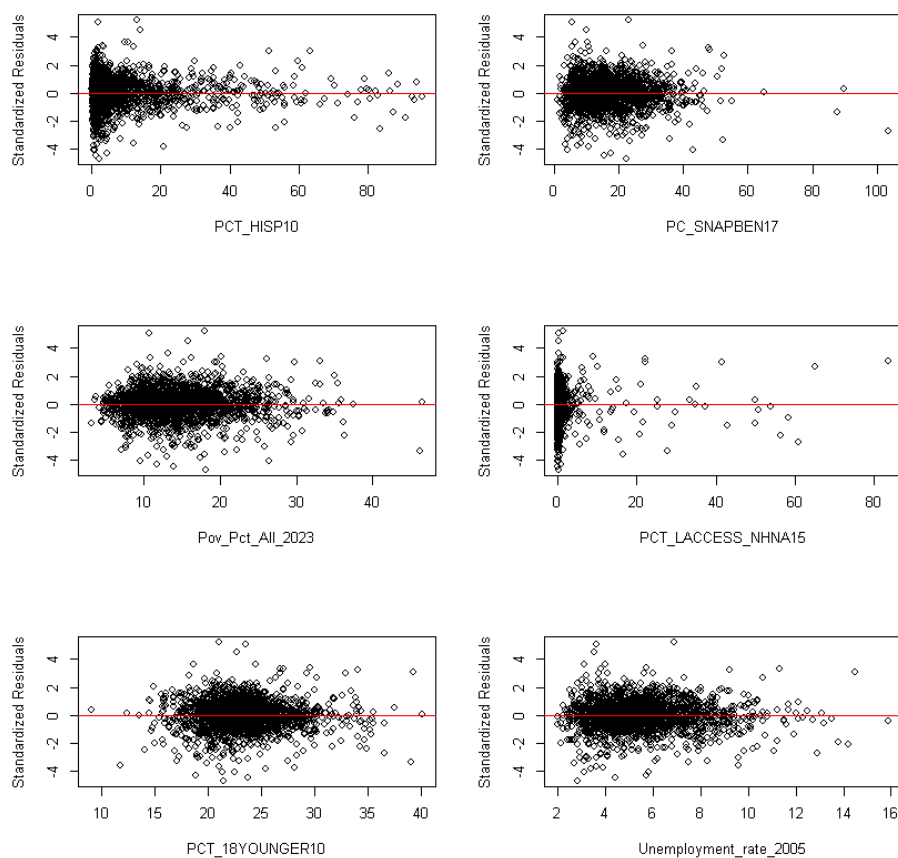 Standardized Residuals
4
2
0
-2
-4
0 20 40 60 80
PCT_HISP10
Standardized Residuals
4
2
0
-2
-4
0 20 40 60 80 100
PC_SNAPBEN17
Standardized Residuals
4
2
0
-2
-4
10 20 30 40
Pov_Pct_All_2023
Standardized Residuals
4
2
0
-2
-4
0 20 40 60 80
PCT_LACCESS_NHNA15
Standardized Residuals
4
2
0
-2
-4
10 15 20 25 30 35 40
PCT_18YOUNGER10
Standardized Residuals
4
2
0
-2
-4
2 4 6 8 10 12 14 16
Unemployment_rate_2005